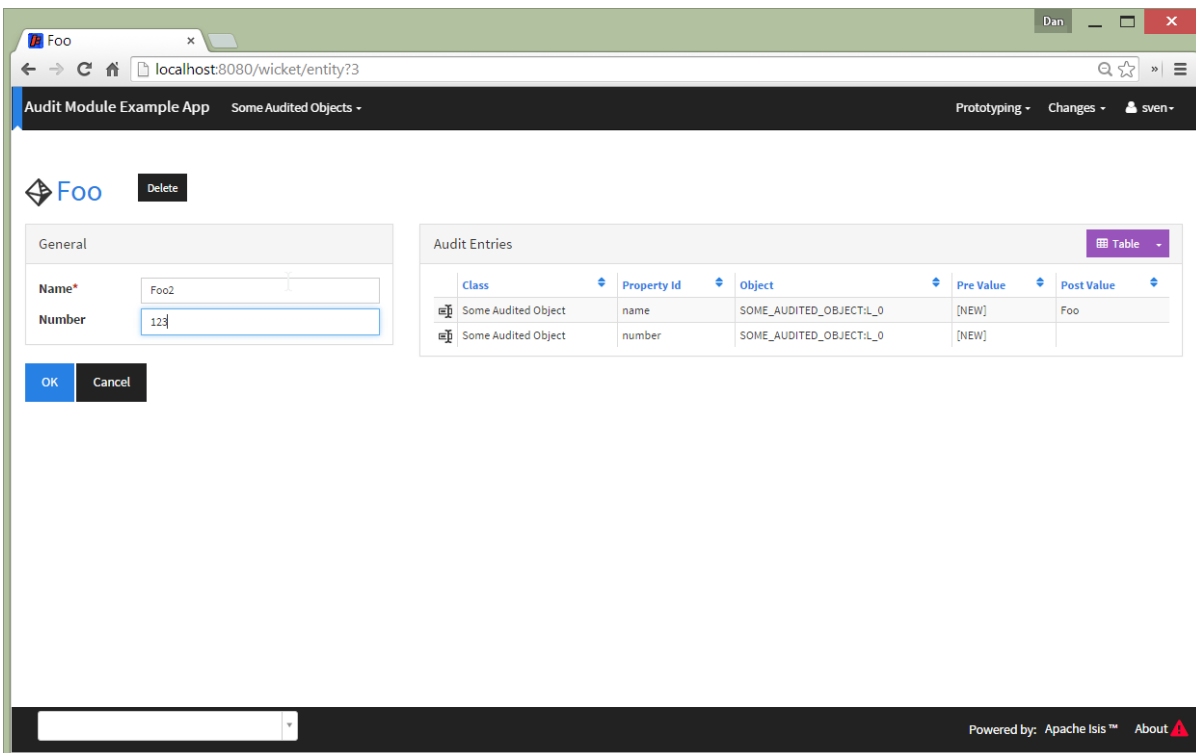 Dan
Foo
localhost:8080/wicket/entity?3
Audit Module Example App Some Audited Objects Prototyping Changes sven
Foo Delete
General
Name* Foo2
Number 123
OK Cancel
Audit Entries Table
Class Property Id Object Pre Value Post Value
Some Audited Object name SOME_AUDITED_OBJECT:L_0 [NEW] Foo
Some Audited Object number SOME_AUDITED_OBJECT:L_0 [NEW]
Powered by: Apache Isis ™ About